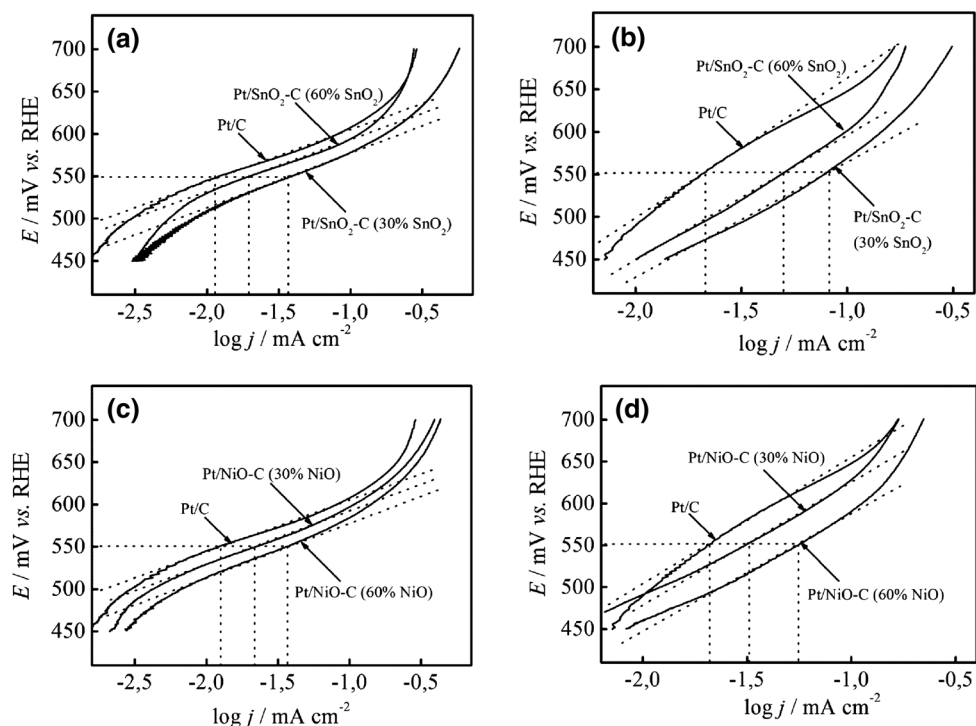 (a)
700
650
600
550
500
450
E / mV vs. RHE
Pt/SnO₂-C (60% SnO₂)
Pt/C
Pt/SnO₂-C (30% SnO₂)
-2,5 -2,0 -1,5 -1,0 -0,5
log j / mA cm⁻²
(b)
700
650
600
550
500
450
E / mV vs. RHE
Pt/SnO₂-C (60% SnO₂)
Pt/C
Pt/SnO₂-C
(30% SnO₂)
-2,0 -1,5 -1,0 -0,5
log j / mA cm⁻²
(c)
700
650
600
550
500
450
E / mV vs. RHE
Pt/NiO-C (30% NiO)
Pt/C
Pt/NiO-C (60% NiO)
-2,5 -2,0 -1,5 -1,0 -0,5
log j / mA cm⁻²
(d)
700
650
600
550
500
450
E / mV vs. RHE
Pt/NiO-C (30% NiO)
Pt/C
Pt/NiO-C (60% NiO)
-2,0 -1,5 -1,0 -0,5
log j / mA cm⁻²